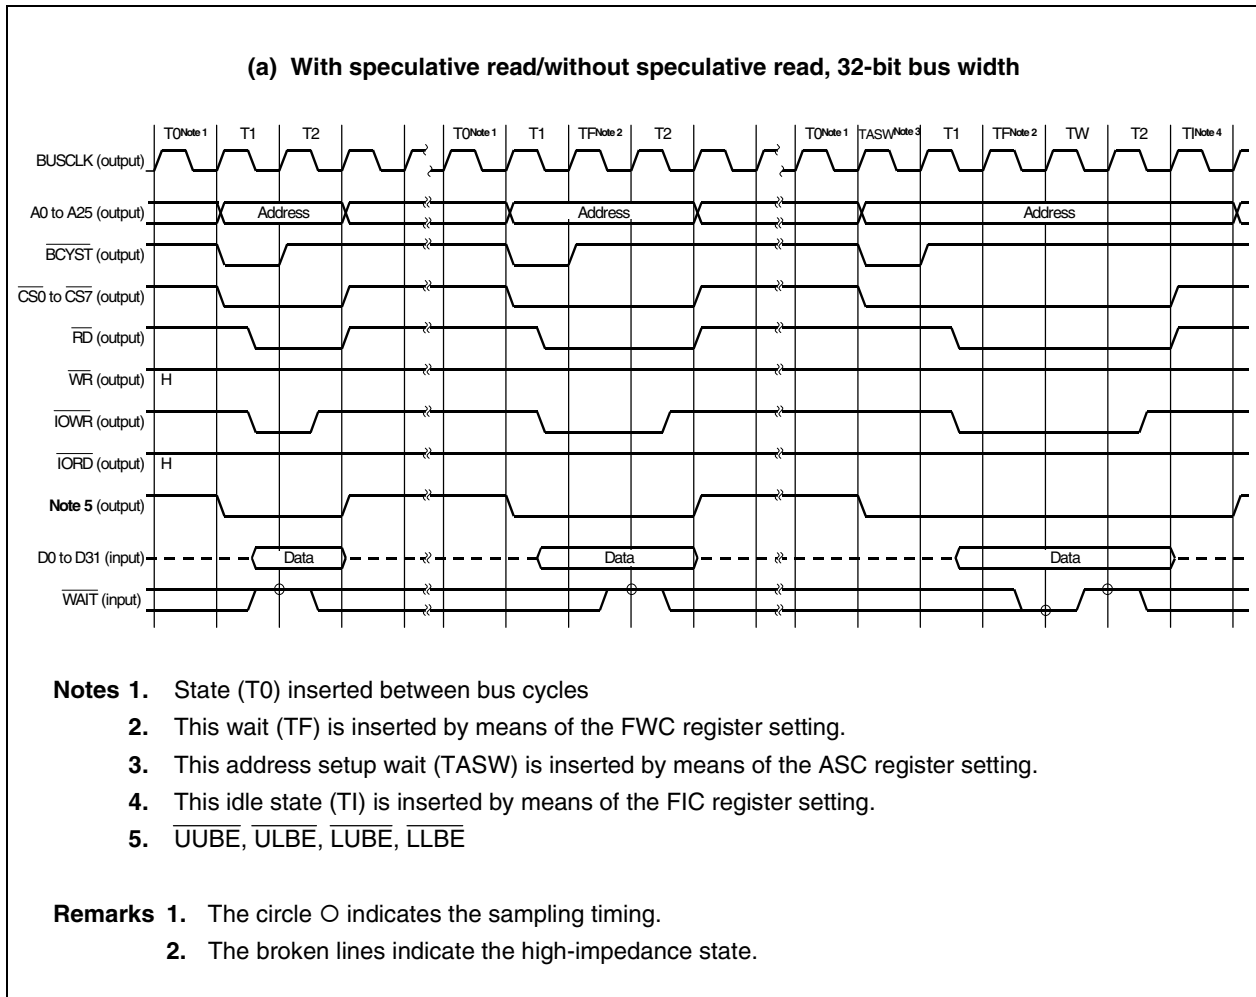 (a) With speculative read/without speculative read, 32-bit bus width
T0Note 1 T1 T2 T0Note 1 T1 TFNote 2 T2 T0Note 1 TASWNote 3 T1 TFNote 2 TW T2 TINote 4
BUSCLK (output)
A0 to A25 (output) Address Address Address
BCYST (output)
CS0 to CS7 (output)
RD (output)
WR (output) H
IOWR (output)
IORD (output) H
Note 5 (output)
D0 to D31 (input) Data Data Data
WAIT (input)
Notes 1. State (T0) inserted between bus cycles
2. This wait (TF) is inserted by means of the FWC register setting.
3. This address setup wait (TASW) is inserted by means of the ASC register setting.
4. This idle state (TI) is inserted by means of the FIC register setting.
5. UUBE, ULBE, LUBE, LLBE
Remarks 1. The circle O indicates the sampling timing.
2. The broken lines indicate the high-impedance state.